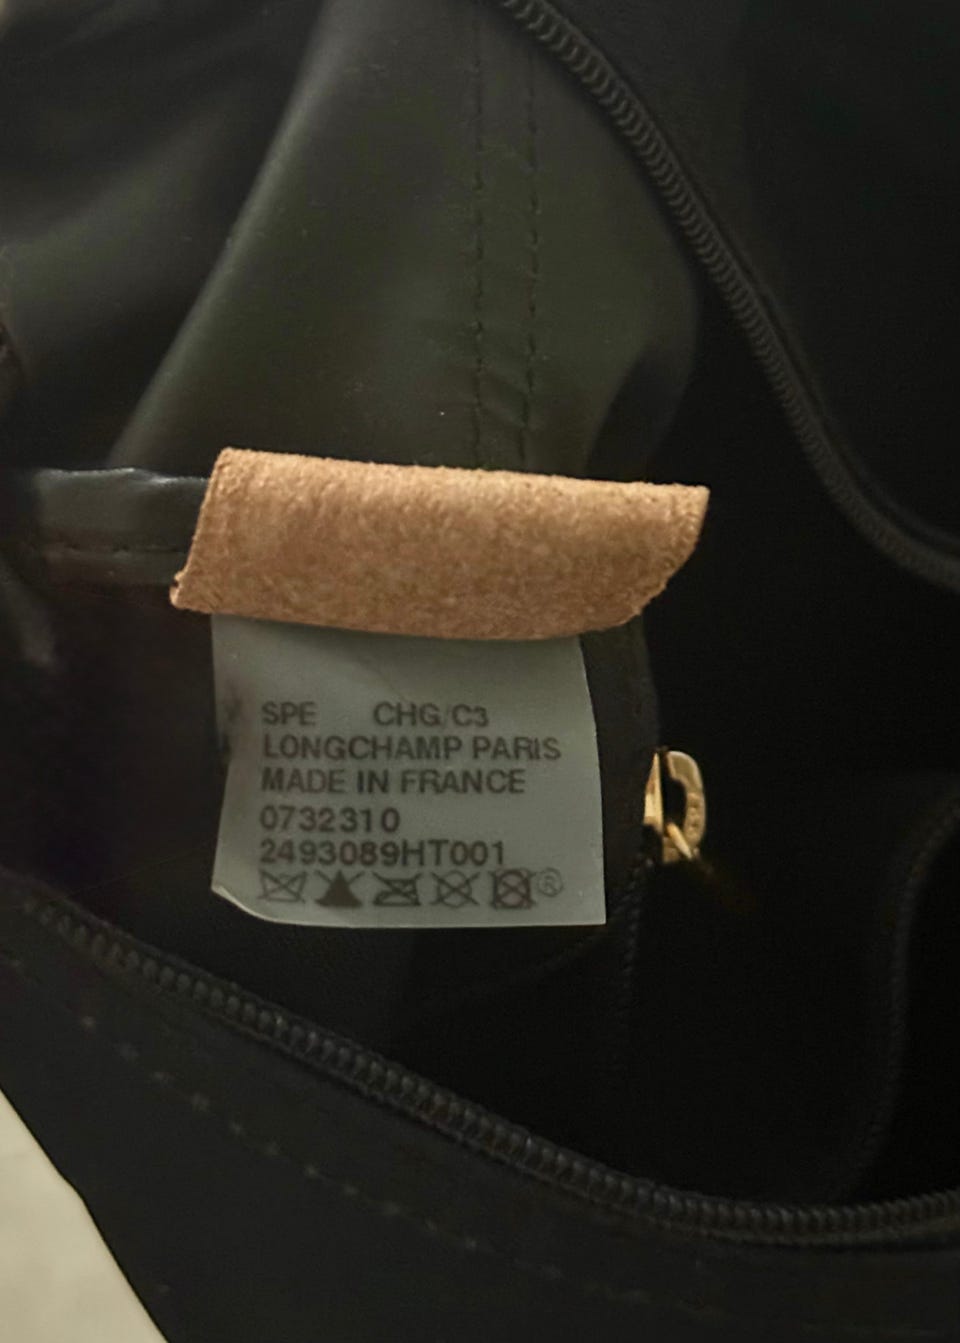 SPE CHG/C3
LONGCHAMP PARIS
MADE IN FRANCE
0732310
2493089HT001
®